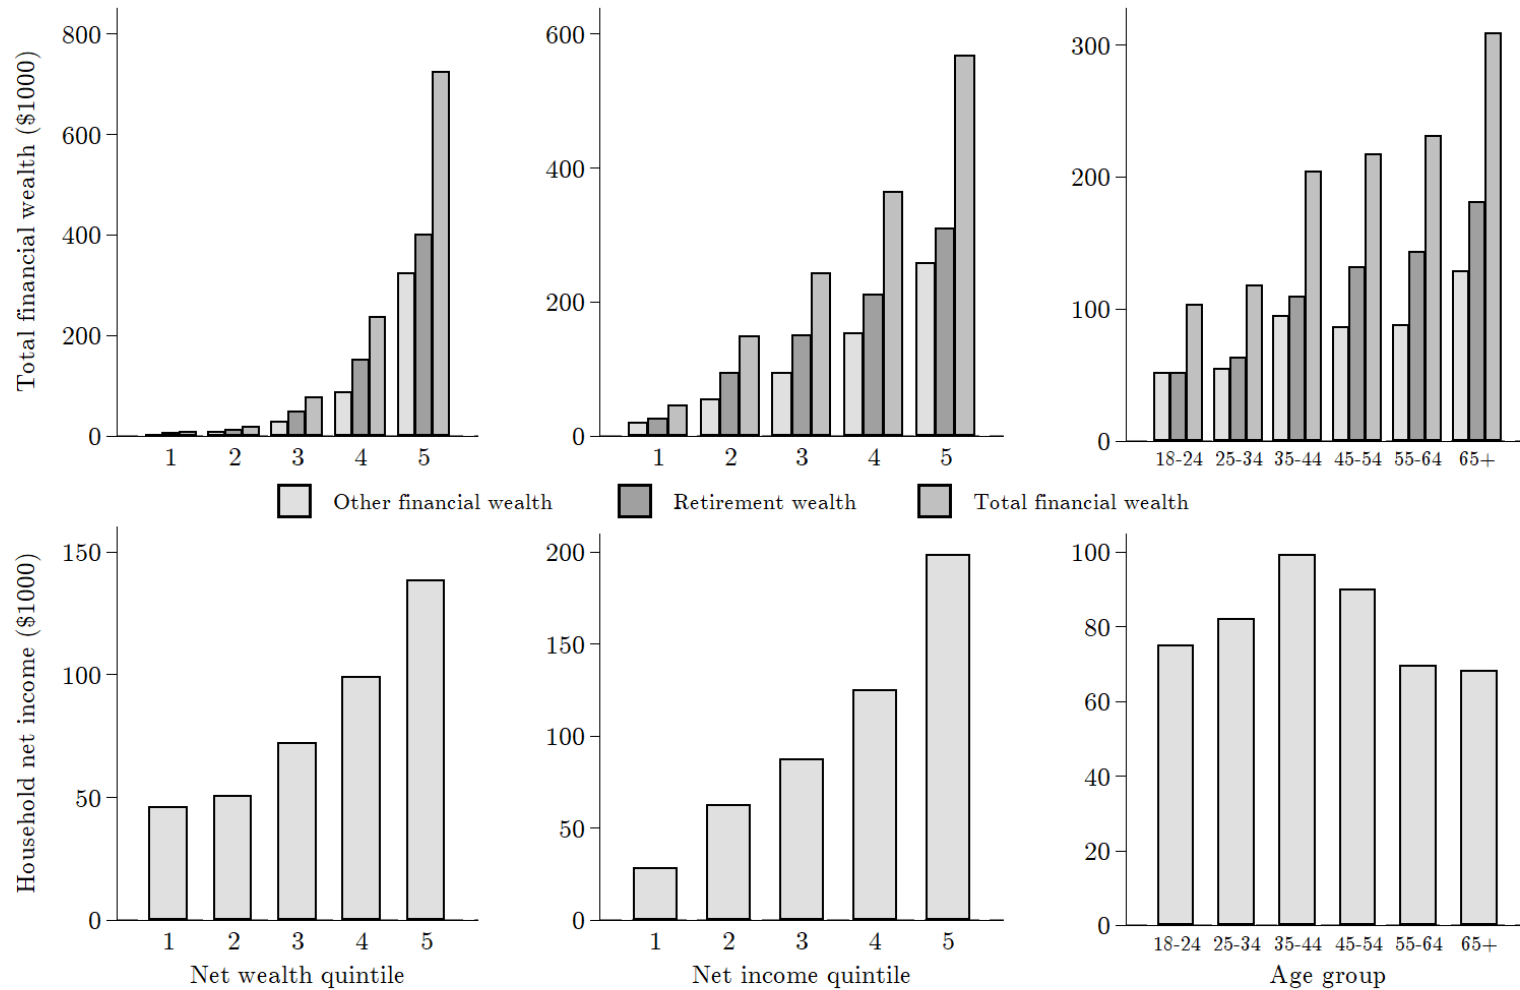 Total financial wealth ($1000)
800
600
400
200
0
1 2 3 4 5
600
400
200
0
1 2 3 4 5
300
200
100
0
18-24 25-34 35-44 45-54 55-64 65+
Other financial wealth Retirement wealth Total financial wealth
Household net income ($1000)
150
100
50
0
1 2 3 4 5
Net wealth quintile
200
150
100
50
0
1 2 3 4 5
Net income quintile
100
80
60
40
20
0
18-24 25-34 35-44 45-54 55-64 65+
Age group